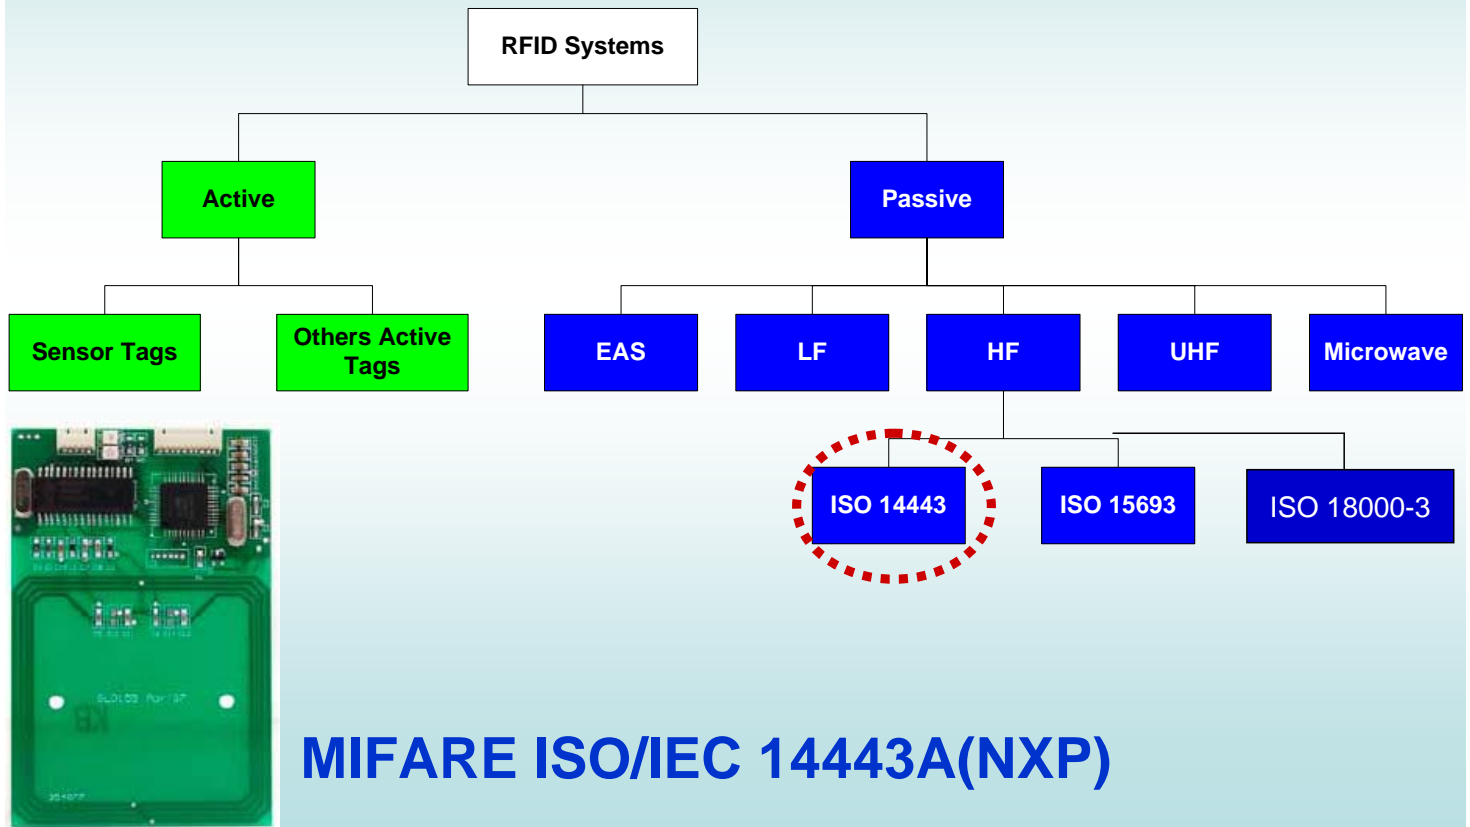 RFID Systems
Active
Passive
Sensor Tags
Others Active
Tags
EAS
LF
HF
UHF
Microwave
ISO 14443
ISO 15693
ISO 18000-3
MIFARE ISO/IEC 14443A(NXP)